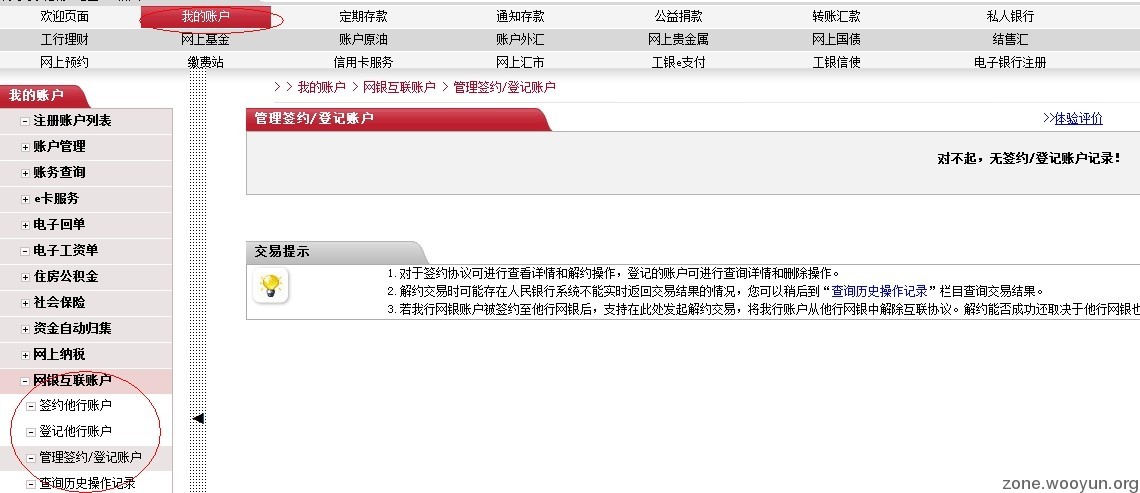 欢迎页面 我的账户 定期存款 通知存款 公益捐款 转账汇款 私人银行
工行理财 网上基金 账户原油 账户外汇 网上贵金属 网上国债 结售汇
网上预约 缴费站 信用卡服务 网上汇市 工银e支付 工银信使 电子银行注册
> > 我的账户 > 网银互联账户 > 管理签约/登记账户
我的账户
注册账户列表
账户管理
账务查询
e卡服务
电子回单
电子工资单
住房公积金
社会保险
资金自动归集
网上纳税
网银互联账户
签约他行账户
登记他行账户
管理签约/登记账户
查询历史操作记录
管理签约/登记账户
>>体验评价
对不起，无签约/登记账户记录！
交易提示
1. 对于签约协议可进行查看详情和解约操作，登记的账户可进行查询详情和删除操作。
2. 解约交易时可能存在人民银行系统不能实时返回交易结果的情况，您可以稍后到“查询历史操作记录”栏目查询交易结果。
3. 若我行网银账户被签约至他行网银后，支持在此处发起解约交易，将我行账户从他行网银中解除互联协议。解约能否成功还取决于他行网银也
zone.wooyun.org